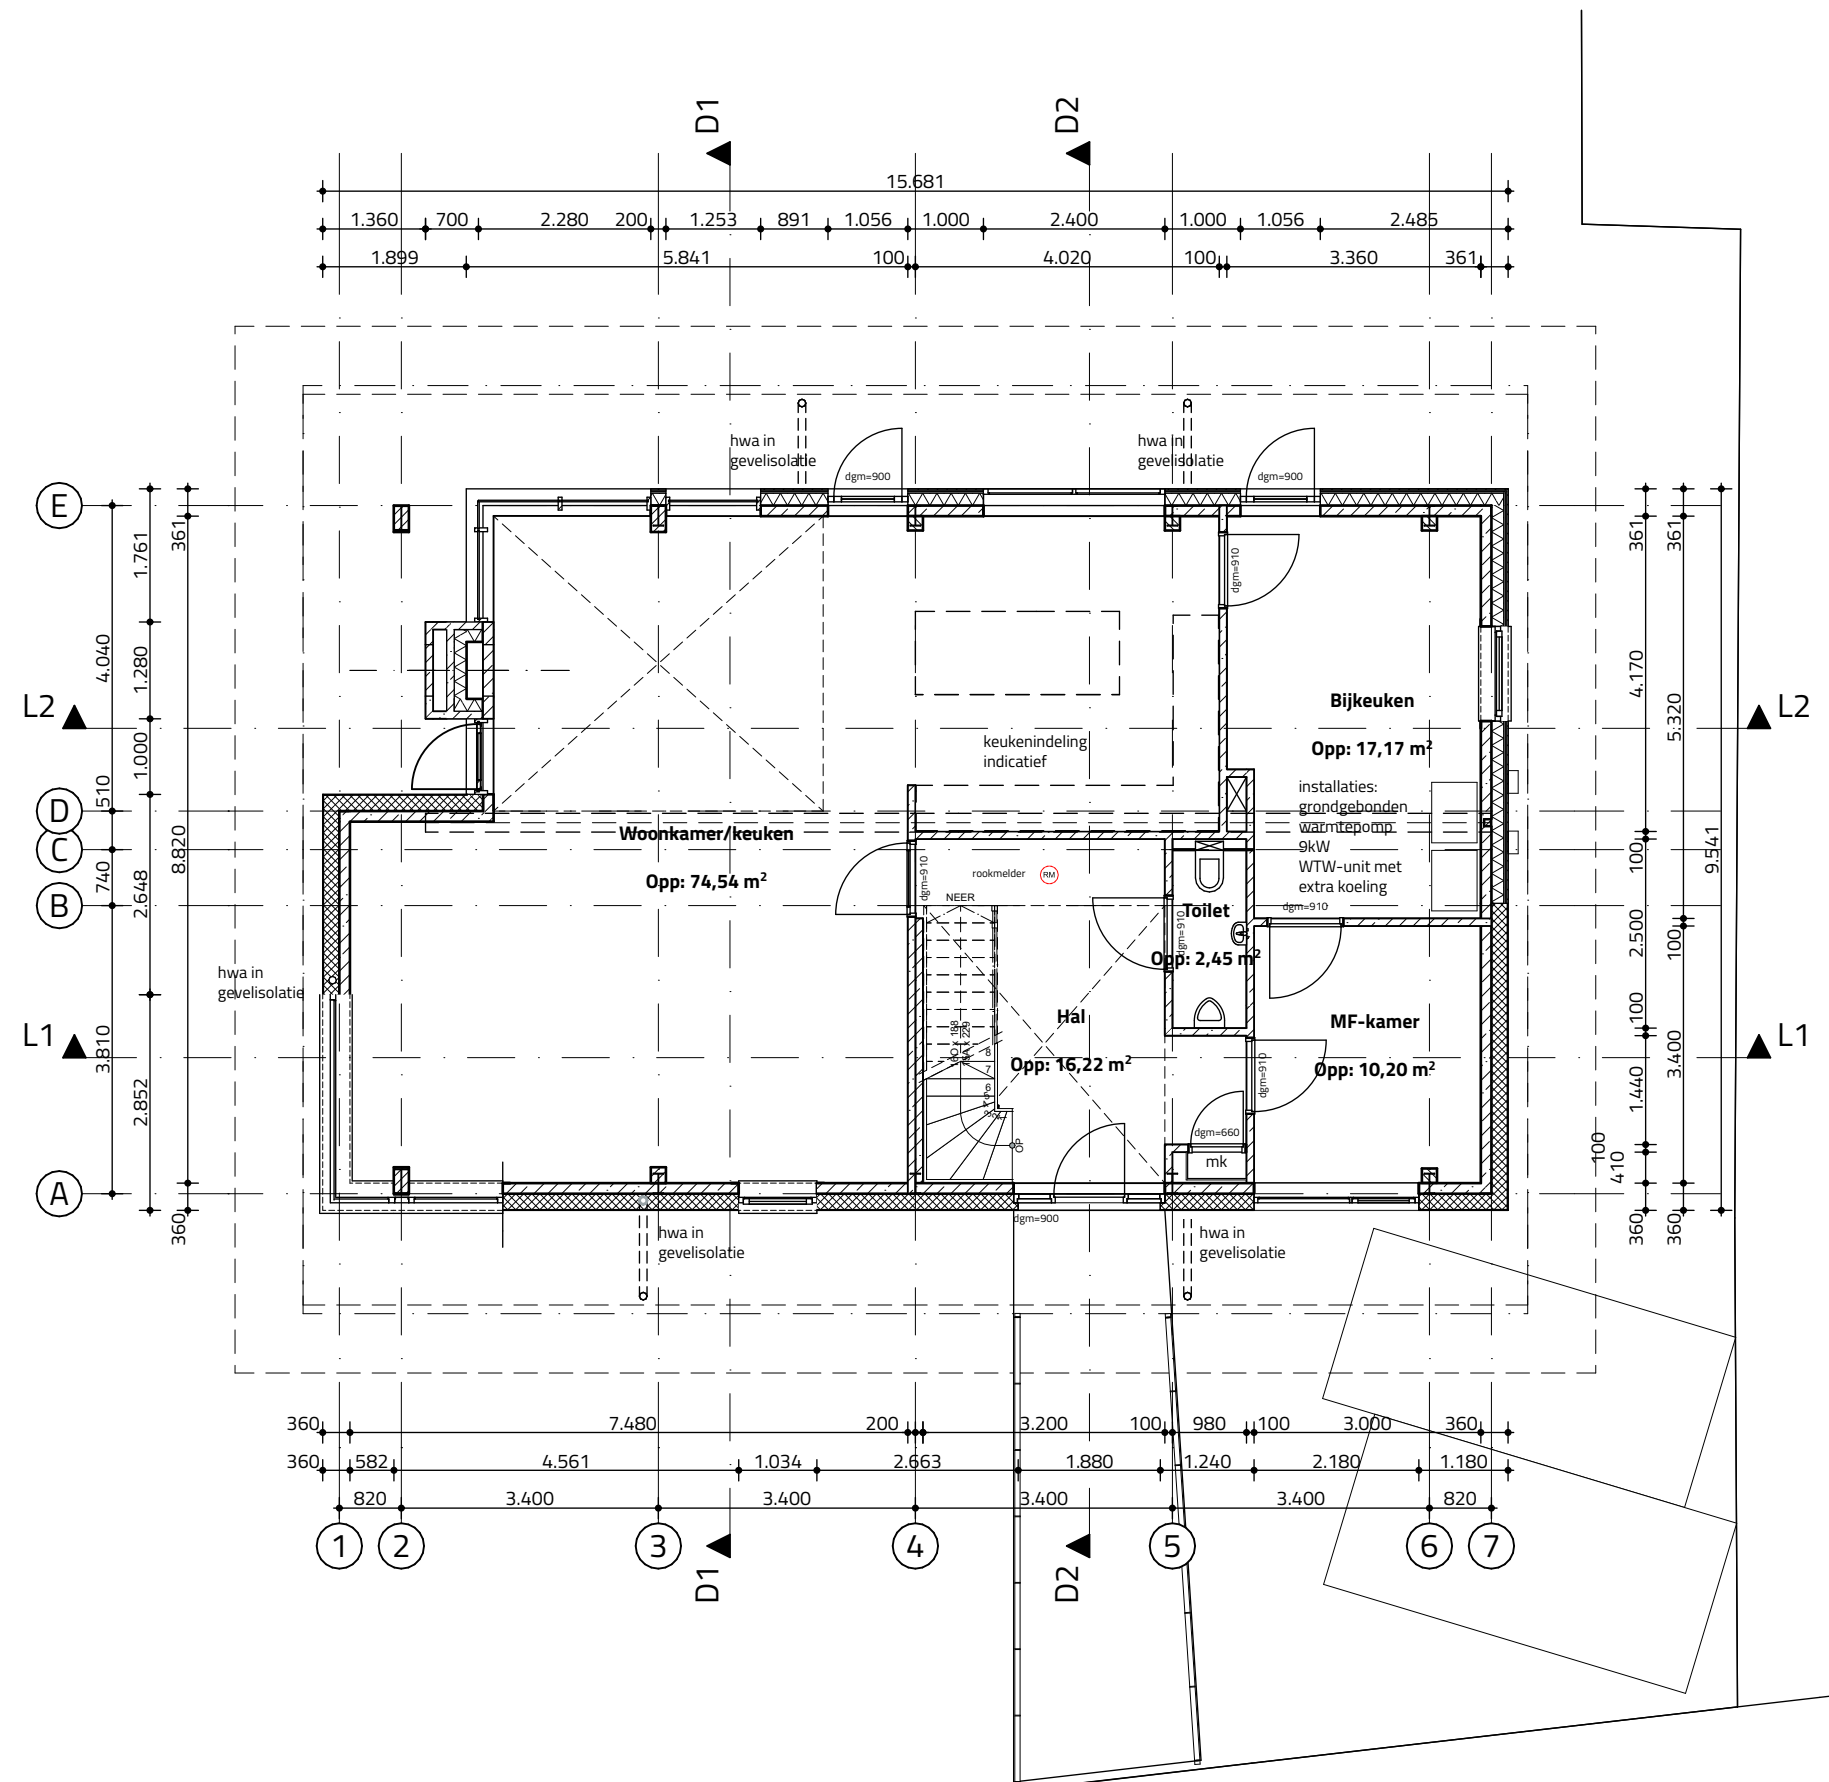 D1
D2
15.681
1.360 700 2.280 200 1.253 891 1.056 1.000 2.400 1.000 1.056 2.485
1.899 5.841 100 4.020 100 3.360 361
hwa in
gevelisolatie
hwa in
gevelisolatie
dgm=900
dgm=900
E
D
C
B
A
L2
L1
4.040
510
740
3.810
1.761
1.280
1.000
2.648
2.852
361
8.820
360
dgm=910
Bijkeuken
Opp: 17,17 m²
keukenindeling
indicatief
installaties:
grondgebonden
warmtepomp
9kW
WTW-unit met
extra koeling
Woonkamer/keuken
Opp: 74,54 m²
dgm=910
rookmelder
RM
NEER
Toilet
Opp: 2,45 m²
dgm=910
dgm=910
hwa in
gevelisolatie
Hal
Opp: 16,22 m²
MF-kamer
Opp: 10,20 m²
dgm=910
16O x 188
15A x 229
8
7
6
OP
dgm=660
mk
dgm=900
hwa in
gevelisolatie
hwa in
gevelisolatie
361
4.170
100
2.500
100
1.440
100
410
360
361
5.320
100
3.400
360
9.541
L2
L1
360 7.480 200 3.200 100 980 100 3.000 360
360 582 4.561 1.034 2.663 1.880 1.240 2.180 1.180
820 3.400 3.400 3.400 3.400 820
1 2 3 4 5 6 7
D1
D2